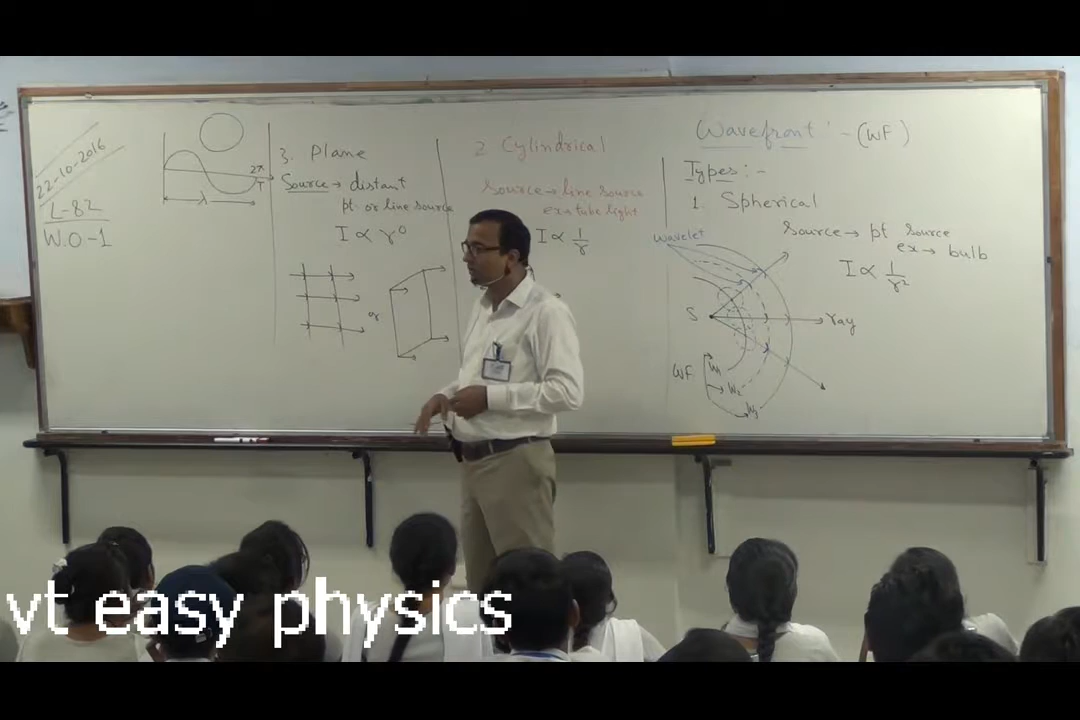 22-10-2016
L-82
W.O-1
λ
2π
T
3. Plane
Source → distant
pt. or line source
I ∝ r⁰
or
2 Cylindrical
Source → line source
ex → tube light
I ∝ 1/r
Wavefront :- (WF)
Types :-
1. Spherical
Source → pt source
ex → bulb
I ∝ 1/r²
Wavelet
S
Ray
WF
W₁
W₂
W₃
vt easy physics